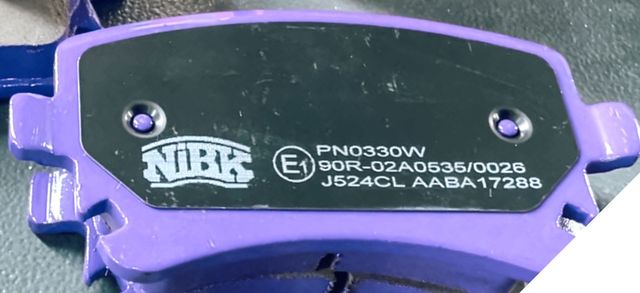 NiBK
E1
PN0330W
90R-02A0535/0026
J524CL AABA17288